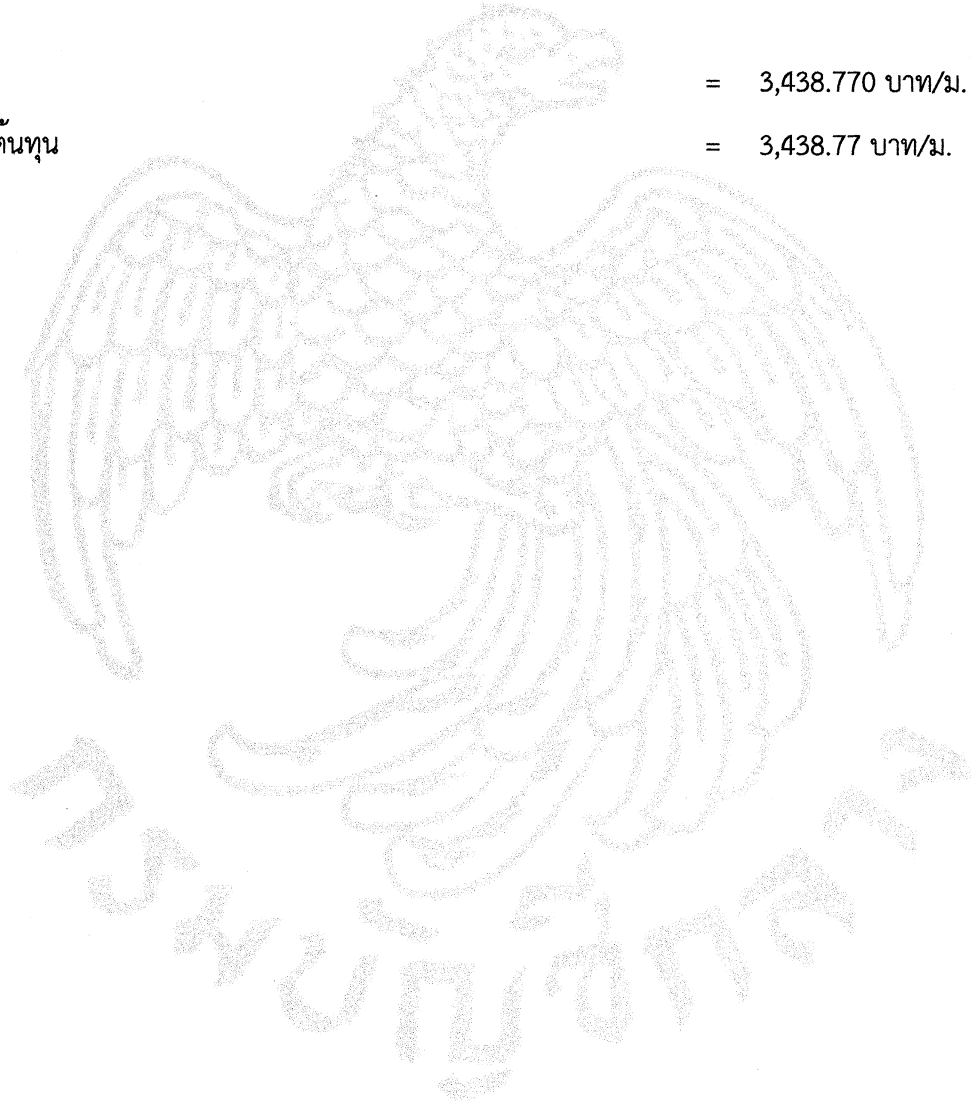 = 3,438.770 บาท/ม.
ต้นทุน = 3,438.77 บาท/ม.
กรมบัญชีกลาง